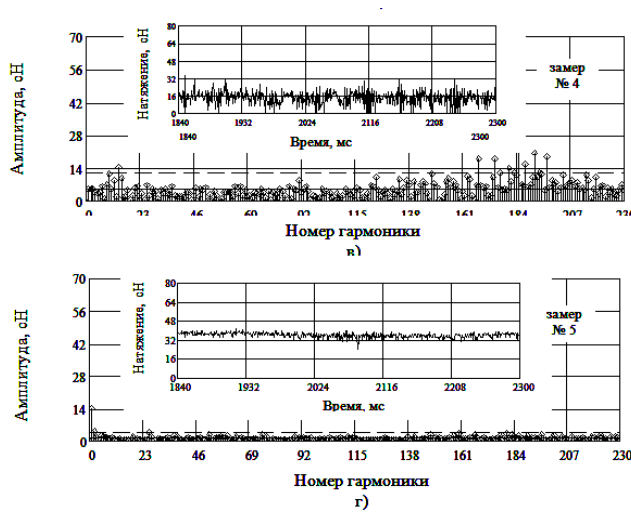 70
56
42
28
14
0
Амплитуда, сН
80
64
48
32
16
0
Натяжение, сН
1840 1932 2024 2116 2208 2300
1840 2300
Время, мс
замер
№ 4
0 23 46 60 115 138 161 184 207 230
Номер гармоники
в)
70
56
42
28
14
0
Амплитуда, сН
80
64
48
32
16
0
Натяжение, сН
1840 1932 2024 2116 2208 2300
Время, мс
замер
№ 5
0 23 46 69 92 115 138 161 184 207 230
Номер гармоники
г)